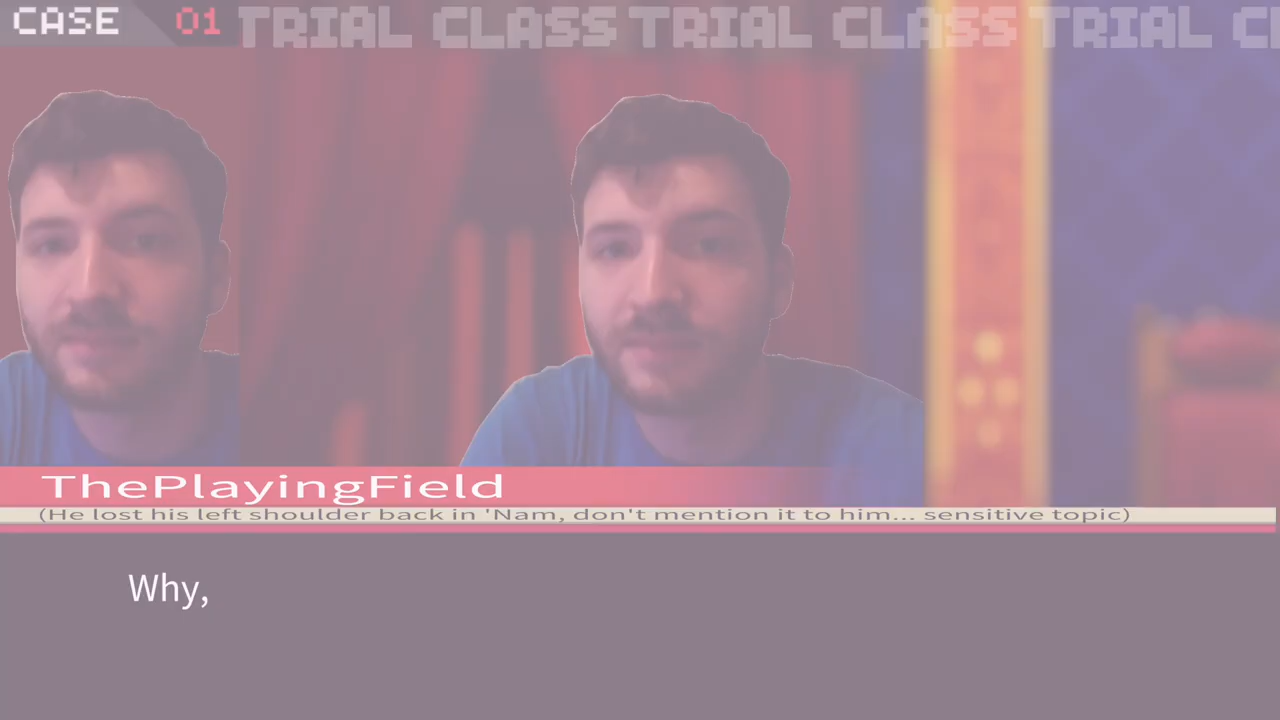 CASE 01 TRIAL CLASS TRIAL CLASS TRIAL CL
ThePlayingField
(He lost his left shoulder back in 'Nam, don't mention it to him... sensitive topic)
Why,